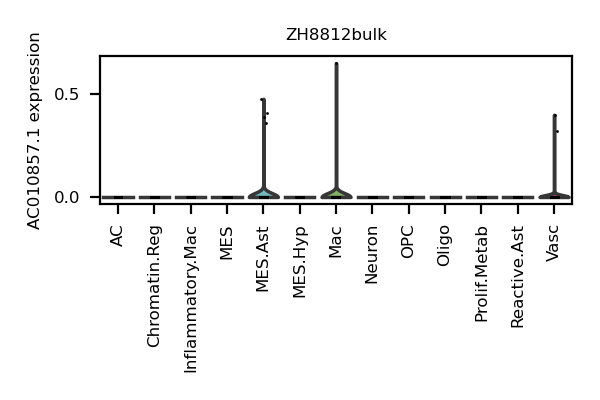 ZH8812bulk
AC010857.1 expression
0.5
0.0
AC
Chromatin.Reg
Inflammatory.Mac
MES
MES.Ast
MES.Hyp
Mac
Neuron
OPC
Oligo
Prolif.Metab
Reactive.Ast
Vasc